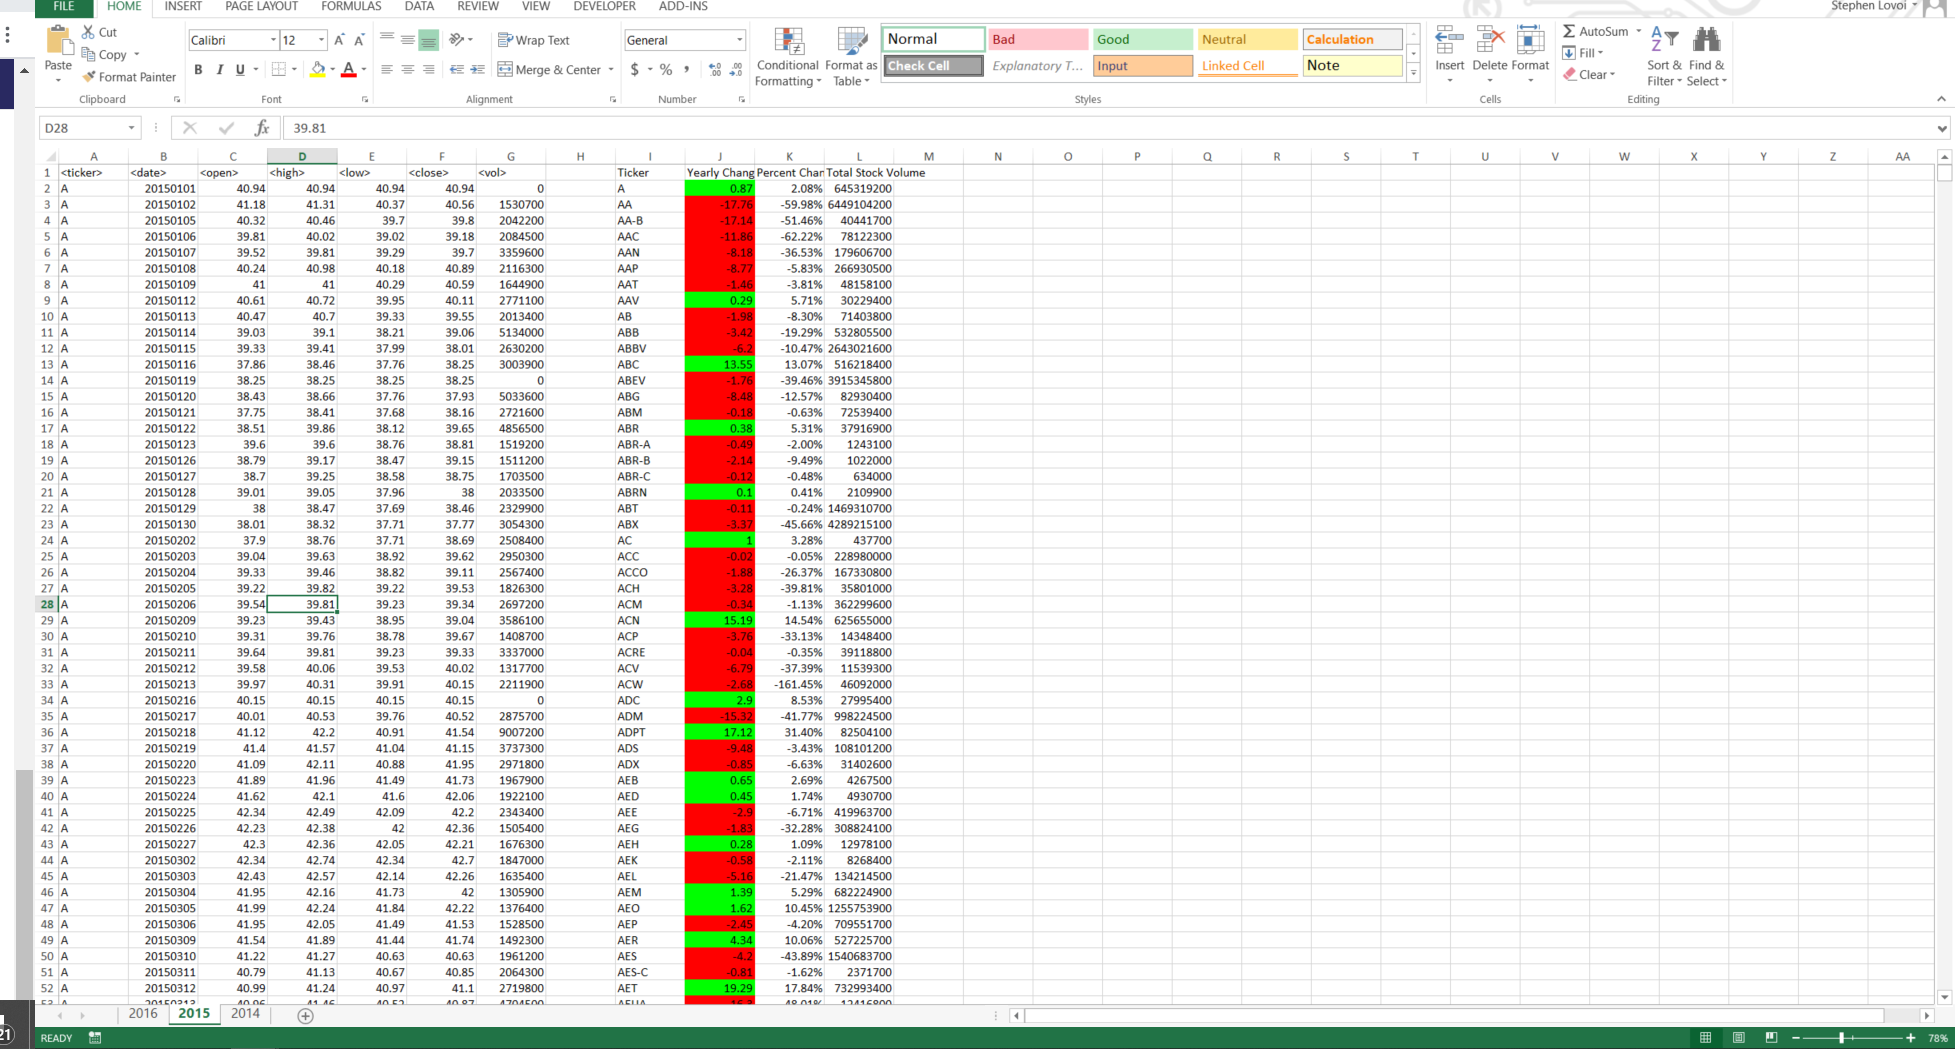 FILE HOME INSERT PAGE LAYOUT FORMULAS DATA REVIEW VIEW DEVELOPER ADD-INS Stephen Lovoi
Cut Calibri 12 Wrap Text General Normal Bad Good Neutral Calculation AutoSum
Copy Fill
Paste Format Painter B I U Merge & Center $ % , Conditional Formatting Format as Table Check Cell Explanatory T... Input Linked Cell Note Insert Delete Format Clear Sort & Filter Find & Select
Clipboard Font Alignment Number Styles Cells Editing
D28 fx 39.81
A B C D E F G H I J K L M N O P Q R S T U V W X Y Z AA
1 <ticker> <date> <open> <high> <low> <close> <vol> Ticker Yearly Chang Percent Chan Total Stock Volume
2 A 20150101 40.94 40.94 40.94 40.94 0 A 0.87 2.08% 645319200
3 A 20150102 41.18 41.31 40.37 40.56 1530700 AA -17.76 -59.98% 6449104200
4 A 20150105 40.32 40.46 39.7 39.8 2042200 AA-B -17.14 -51.46% 40441700
5 A 20150106 39.81 40.02 39.02 39.18 2084500 AAC -11.86 -62.22% 78122300
6 A 20150107 39.52 39.81 39.29 39.7 3359600 AAN -8.18 -36.53% 179606700
7 A 20150108 40.24 40.98 40.18 40.89 2116300 AAP -8.77 -5.83% 266930500
8 A 20150109 41 41 40.29 40.59 1644900 AAT -1.46 -3.81% 48158100
9 A 20150112 40.61 40.72 39.95 40.11 2771100 AAV 0.29 5.71% 30229400
10 A 20150113 40.47 40.7 39.33 39.55 2013400 AB -1.98 -8.30% 71403800
11 A 20150114 39.03 39.1 38.21 39.06 5134000 ABB -3.42 -19.29% 532805500
12 A 20150115 39.33 39.41 37.99 38.01 2630200 ABBV -6.2 -10.47% 2643021600
13 A 20150116 37.86 38.46 37.76 38.25 3003900 ABC 13.55 13.07% 516218400
14 A 20150119 38.25 38.25 38.25 38.25 0 ABEV -1.76 -39.46% 3915345800
15 A 20150120 38.43 38.66 37.76 37.93 5033600 ABG -8.48 -12.57% 82930400
16 A 20150121 37.75 38.41 37.68 38.16 2721600 ABM -0.18 -0.63% 72539400
17 A 20150122 38.51 39.86 38.12 39.65 4856500 ABR 0.38 5.31% 37916900
18 A 20150123 39.6 39.6 38.76 38.81 1519200 ABR-A -0.49 -2.00% 1243100
19 A 20150126 38.79 39.17 38.47 39.15 1511200 ABR-B -2.14 -9.49% 1022000
20 A 20150127 38.7 39.25 38.58 38.75 1703500 ABR-C -0.12 -0.48% 634000
21 A 20150128 39.01 39.05 37.96 38 2033500 ABRN 0.1 0.41% 2109900
22 A 20150129 38 38.47 37.69 38.46 2329900 ABT -0.11 -0.24% 1469310700
23 A 20150130 38.01 38.32 37.71 37.77 3054300 ABX -3.37 -45.66% 4289215100
24 A 20150202 37.9 38.76 37.71 38.69 2508400 AC 1 3.28% 437700
25 A 20150203 39.04 39.63 38.92 39.62 2950300 ACC -0.02 -0.05% 228980000
26 A 20150204 39.33 39.46 38.82 39.11 2567400 ACCO -1.88 -26.37% 167330800
27 A 20150205 39.22 39.82 39.22 39.53 1826300 ACH -3.28 -39.81% 35801000
28 A 20150206 39.54 39.81 39.23 39.34 2697200 ACM -0.34 -1.13% 362299600
29 A 20150209 39.23 39.43 38.95 39.04 3586100 ACN 15.19 14.54% 625655000
30 A 20150210 39.31 39.76 38.78 39.67 1408700 ACP -3.76 -33.13% 14348400
31 A 20150211 39.64 39.81 39.23 39.33 3337000 ACRE -0.04 -0.35% 39118800
32 A 20150212 39.58 40.06 39.53 40.02 1317700 ACV -6.79 -37.39% 11539300
33 A 20150213 39.97 40.31 39.91 40.15 2211900 ACW -2.68 -161.45% 46092000
34 A 20150216 40.15 40.15 40.15 40.15 0 ADC 2.9 8.53% 27995400
35 A 20150217 40.01 40.53 39.76 40.52 2875700 ADM -15.32 -41.77% 998224500
36 A 20150218 41.12 42.2 40.91 41.54 9007200 ADPT 17.12 31.40% 82504100
37 A 20150219 41.4 41.57 41.04 41.15 3737300 ADS -9.48 -3.43% 108101200
38 A 20150220 41.09 42.11 40.88 41.95 2971800 ADX -0.85 -6.63% 31402600
39 A 20150223 41.89 41.96 41.49 41.73 1967900 AEB 0.65 2.69% 4267500
40 A 20150224 41.62 42.1 41.6 42.06 1922100 AED 0.45 1.74% 4930700
41 A 20150225 42.34 42.49 42.09 42.2 2343400 AEE -2.9 -6.71% 419963700
42 A 20150226 42.23 42.38 42 42.36 1505400 AEG -1.83 -32.28% 308824100
43 A 20150227 42.3 42.36 42.05 42.21 1676300 AEH 0.28 1.09% 12978100
44 A 20150302 42.34 42.74 42.34 42.7 1847000 AEK -0.58 -2.11% 8268400
45 A 20150303 42.43 42.57 42.14 42.26 1635400 AEL -5.16 -21.47% 134214500
46 A 20150304 41.95 42.16 41.73 42 1305900 AEM 1.39 5.29% 682224900
47 A 20150305 41.99 42.24 41.84 42.22 1376400 AEO 1.62 10.45% 1255753900
48 A 20150306 41.95 42.05 41.49 41.53 1528500 AEP -2.45 -4.20% 709551700
49 A 20150309 41.54 41.89 41.44 41.74 1492300 AER 4.34 10.06% 527225700
50 A 20150310 41.22 41.27 40.63 40.63 1961200 AES -4.2 -43.89% 1540683700
51 A 20150311 40.79 41.13 40.67 40.85 2064300 AES-C -0.81 -1.62% 2371700
52 A 20150312 40.99 41.24 40.97 41.1 2719800 AET 19.29 17.84% 732993400
2016 2015 2014
21 READY 78%